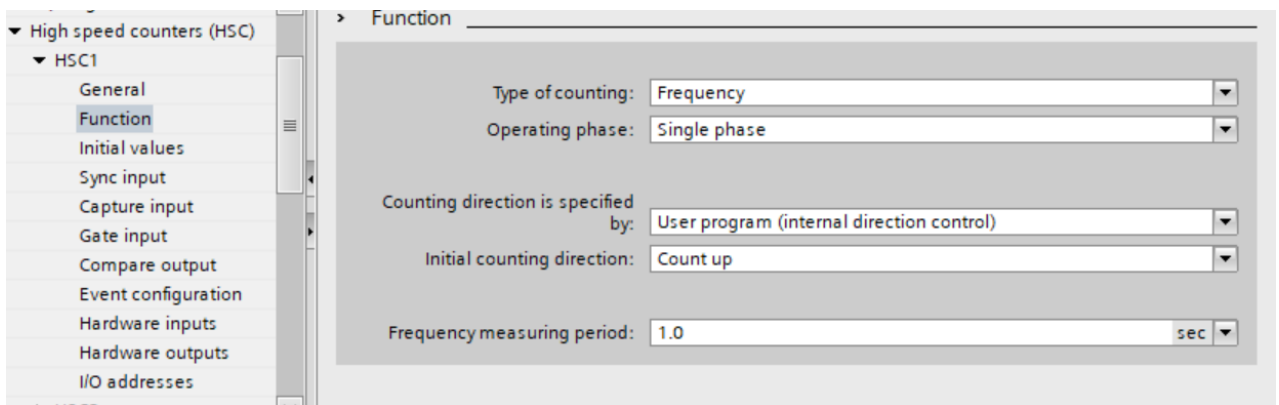 High speed counters (HSC)
HSC1
General
Function
Initial values
Sync input
Capture input
Gate input
Compare output
Event configuration
Hardware inputs
Hardware outputs
I/O addresses
Function
Type of counting: Frequency
Operating phase: Single phase
Counting direction is specified
by: User program (internal direction control)
Initial counting direction: Count up
Frequency measuring period: 1.0 sec